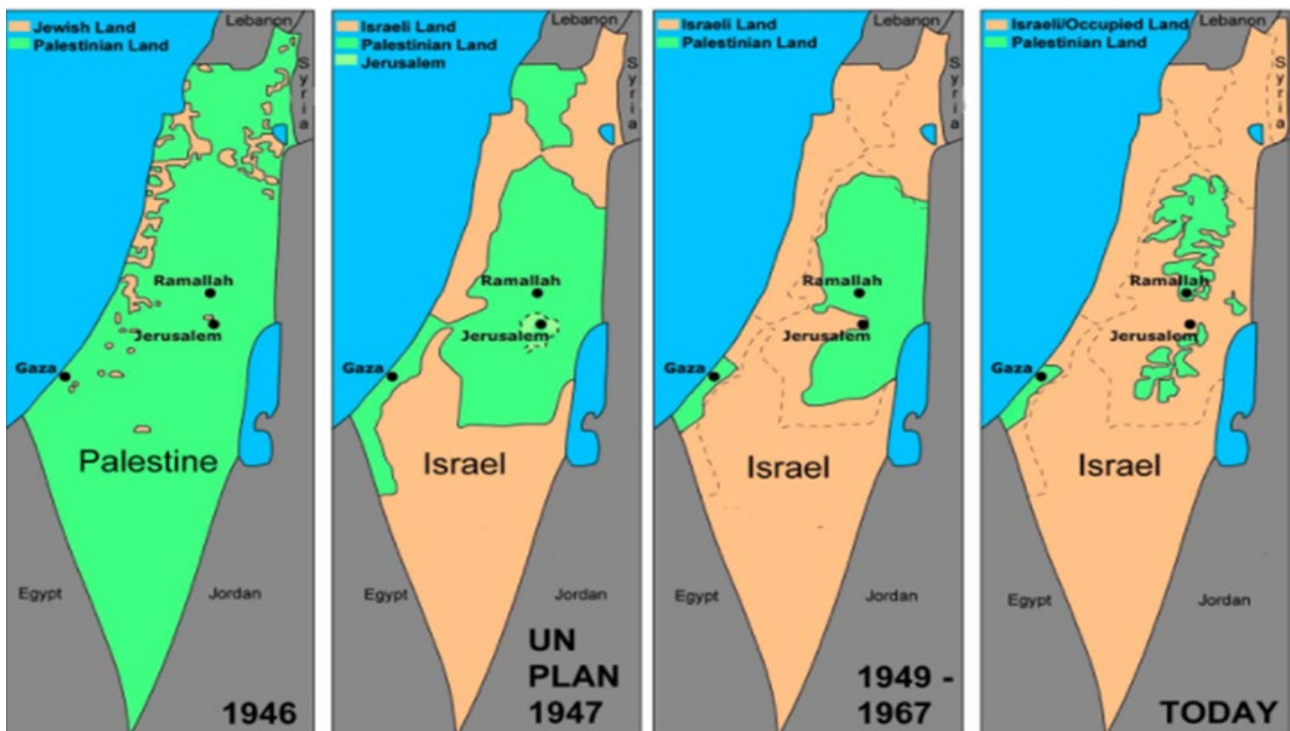 Jewish Land
Palestinian Land
Lebanon
Syria
Ramallah
Jerusalem
Gaza
Palestine
Egypt
Jordan
1946
Israeli Land
Palestinian Land
Jerusalem
Lebanon
Syria
Ramallah
Jerusalem
Gaza
Israel
Egypt
Jordan
UN
PLAN
1947
Israeli Land
Palestinian Land
Lebanon
Syria
Ramallah
Jerusalem
Gaza
Israel
Egypt
Jordan
1949 -
1967
Israeli/Occupied Land
Palestinian Land
Lebanon
Syria
Ramallah
Jerusalem
Gaza
Israel
Egypt
Jordan
TODAY